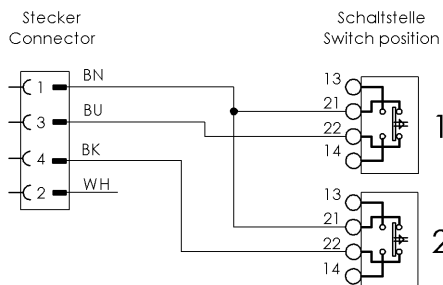 Stecker
Connector
Schaltstelle
Switch position
1 BN
3 BU
4 BK
2 WH
13
21
22
14
1
13
21
22
14
2